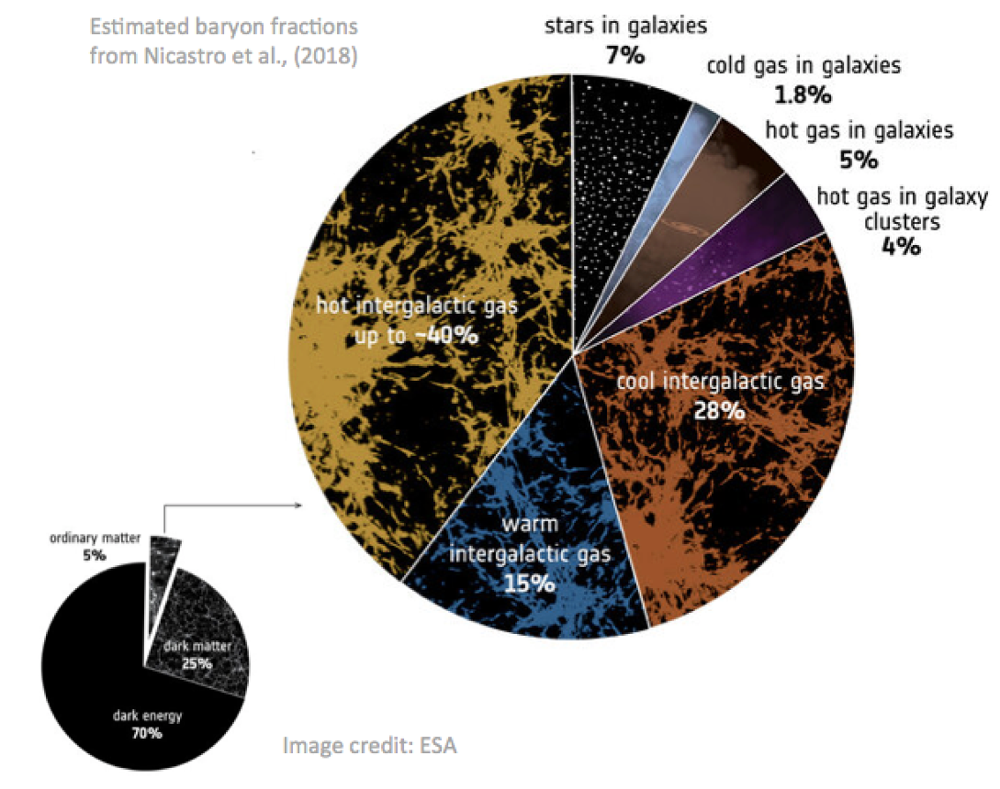 Estimated baryon fractions
from Nicastro et al., (2018)
stars in galaxies
7%
cold gas in galaxies
1.8%
hot gas in galaxies
5%
hot gas in galaxy
clusters
4%
hot intergalactic gas
up to ~40%
cool intergalactic gas
28%
warm
intergalactic gas
15%
ordinary matter
5%
dark matter
25%
dark energy
70%
Image credit: ESA